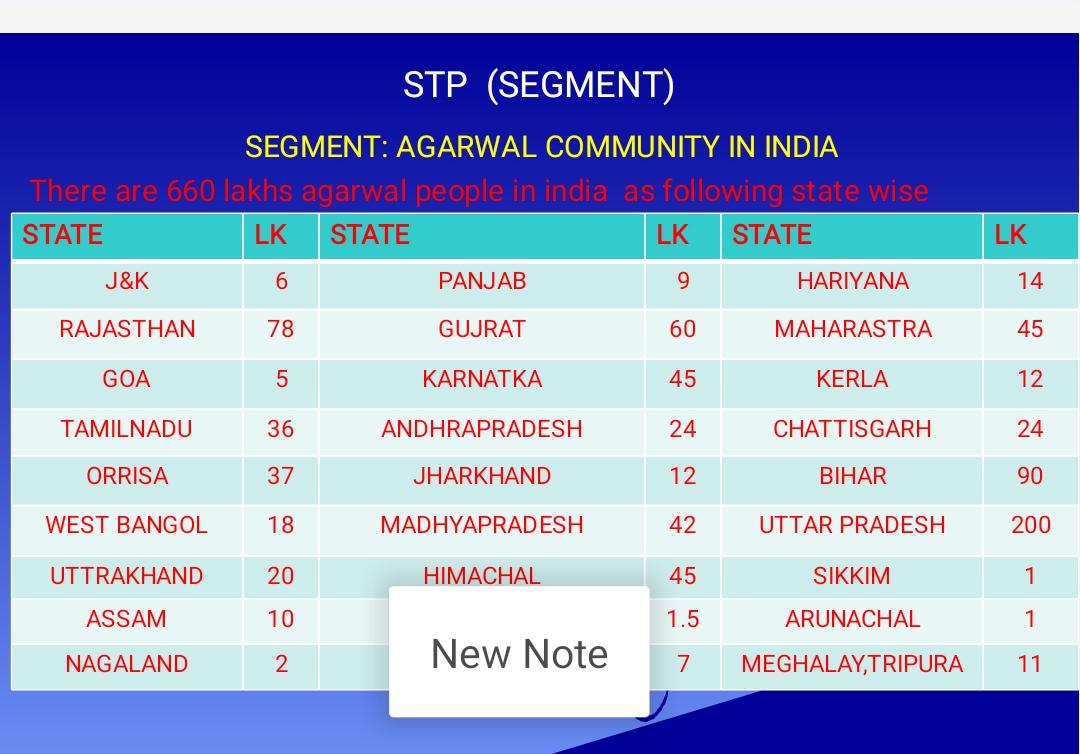 STP (SEGMENT)
SEGMENT: AGARWAL COMMUNITY IN INDIA
There are 660 lakhs agarwal people in india as following state wise
STATE LK STATE LK STATE LK
J&K 6 PANJAB 9 HARIYANA 14
RAJASTHAN 78 GUJRAT 60 MAHARASTRA 45
GOA 5 KARNATKA 45 KERLA 12
TAMILNADU 36 ANDHRAPRADESH 24 CHATTISGARH 24
ORRISA 37 JHARKHAND 12 BIHAR 90
WEST BANGOL 18 MADHYAPRADESH 42 UTTAR PRADESH 200
UTTRAKHAND 20 HIMACHAL 45 SIKKIM 1
ASSAM 10 1.5 ARUNACHAL 1
NAGALAND 2 7 MEGHALAY,TRIPURA 11
New Note